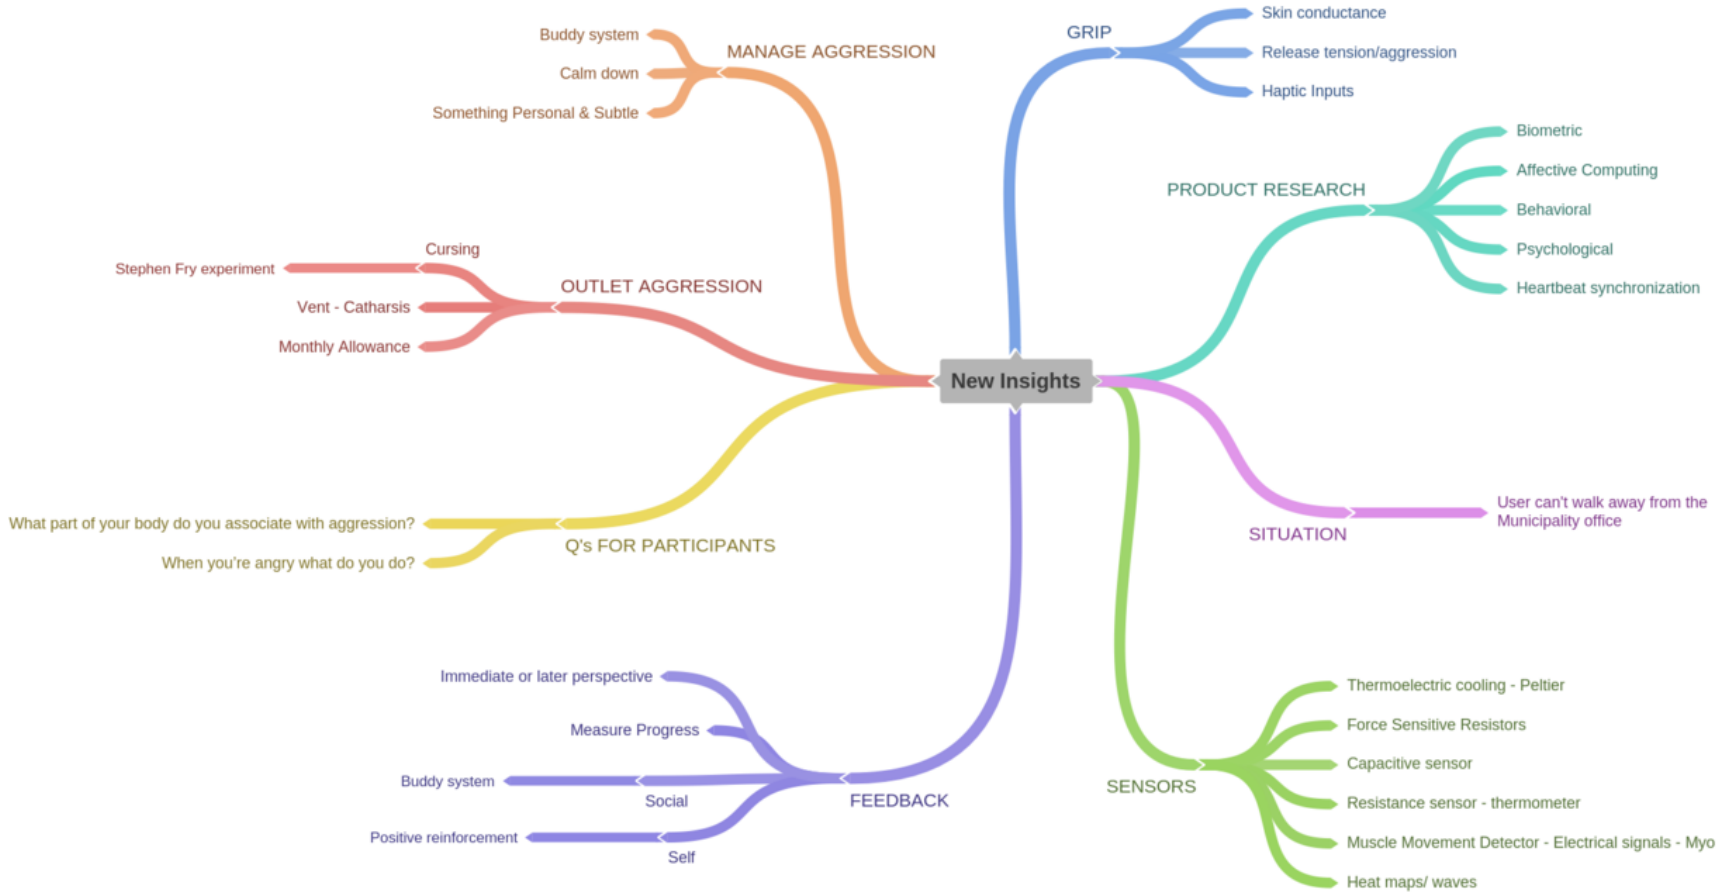 New Insights
GRIP
Skin conductance
Release tension/aggression
Haptic Inputs
PRODUCT RESEARCH
Biometric
Affective Computing
Behavioral
Psychological
Heartbeat synchronization
SITUATION
User can't walk away from the
Municipality office
SENSORS
Thermoelectric cooling - Peltier
Force Sensitive Resistors
Capacitive sensor
Resistance sensor - thermometer
Muscle Movement Detector - Electrical signals - Myo
Heat maps/ waves
MANAGE AGGRESSION
Buddy system
Calm down
Something Personal & Subtle
OUTLET AGGRESSION
Cursing
Stephen Fry experiment
Vent - Catharsis
Monthly Allowance
Q's FOR PARTICIPANTS
What part of your body do you associate with aggression?
When you're angry what do you do?
FEEDBACK
Immediate or later perspective
Measure Progress
Social
Buddy system
Self
Positive reinforcement